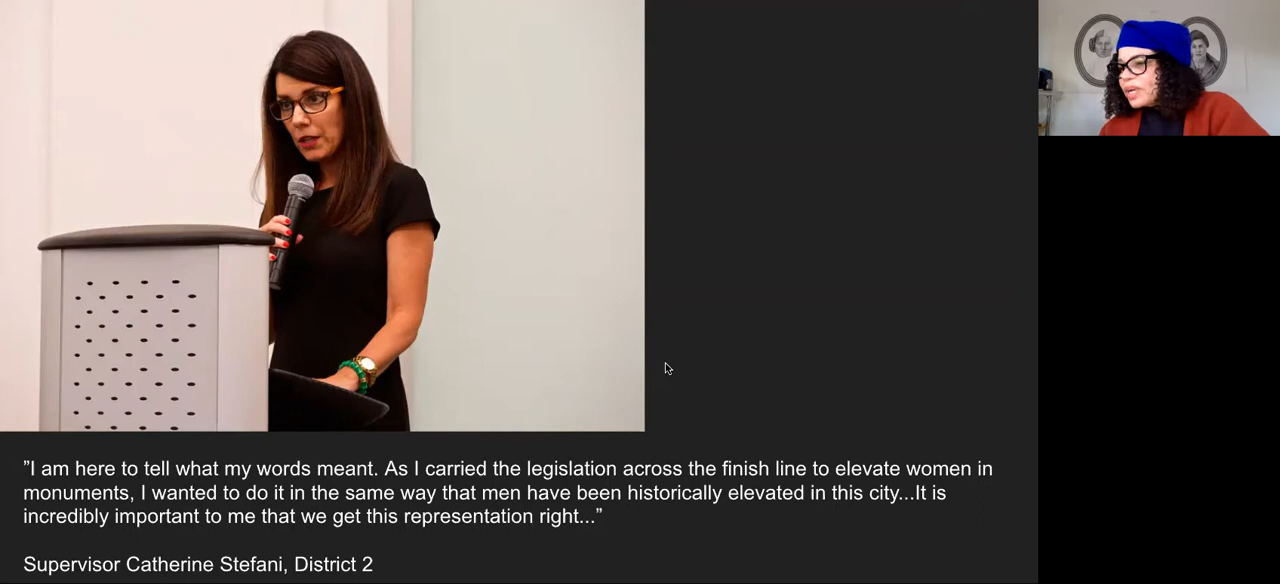 ”I am here to tell what my words meant. As I carried the legislation across the finish line to elevate women in
monuments, I wanted to do it in the same way that men have been historically elevated in this city...It is
incredibly important to me that we get this representation right...”
Supervisor Catherine Stefani, District 2